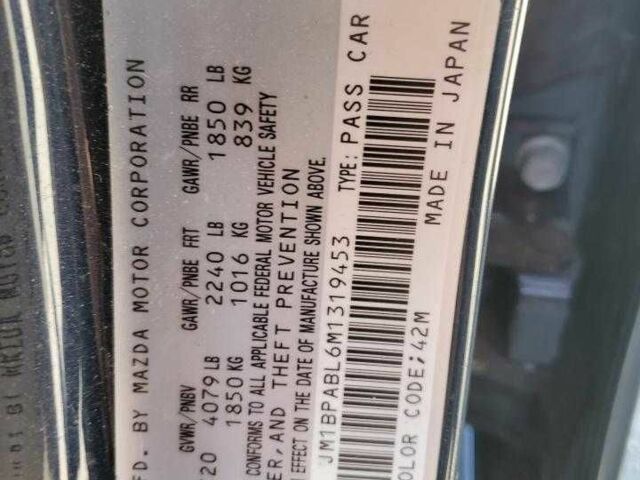 FD. BY MAZDA MOTOR CORPORATION
GVWR/PNBV GAWR/PNBE FRT GAWR/PNBE RR
20 4079 LB 2240 LB 1850 LB
1850 KG 1016 KG 839 KG
CONFORMS TO ALL APPLICABLE FEDERAL MOTOR VEHICLE SAFETY
ER, AND THEFT PREVENTION
N EFFECT ON THE DATE OF MANUFACTURE SHOWN ABOVE.
JM1BPABL6M1319453 TYPE: PASS CAR
OLOR CODE;42M MADE IN JAPAN